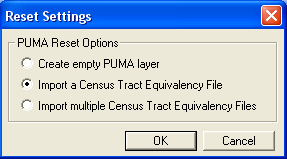 Reset Settings
PUMA Reset Options
Create empty PUMA layer
Import a Census Tract Equivalency File
Import multiple Census Tract Equivalency Files
OK Cancel